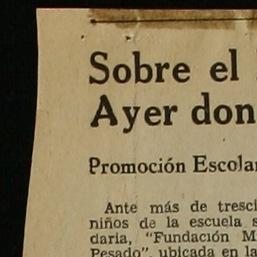 Sobre el
Ayer don
Promoción Escola
Ante más de tresci
niños de la escuela s
daria, "Fundación M
Pesado", ubicada en la